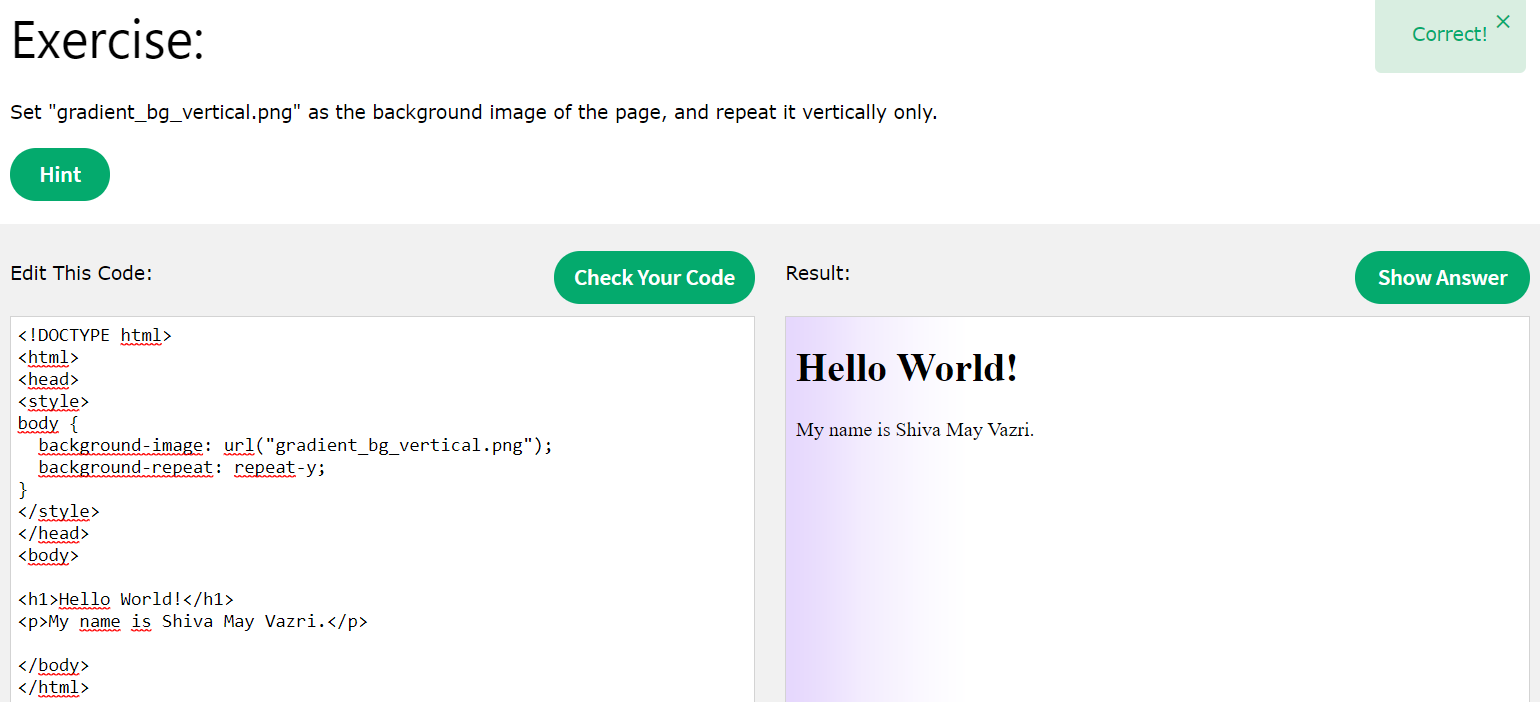 Exercise:
Correct!
×
Set "gradient_bg_vertical.png" as the background image of the page, and repeat it vertically only.
Hint
Edit This Code:
Check Your Code
Result:
Show Answer
<!DOCTYPE html>
<html>
<head>
<style>
body {
  background-image: url("gradient_bg_vertical.png");
  background-repeat: repeat-y;
}
</style>
</head>
<body>
<h1>Hello World!</h1>
<p>My name is Shiva May Vazri.</p>
</body>
</html>
Hello World!
My name is Shiva May Vazri.